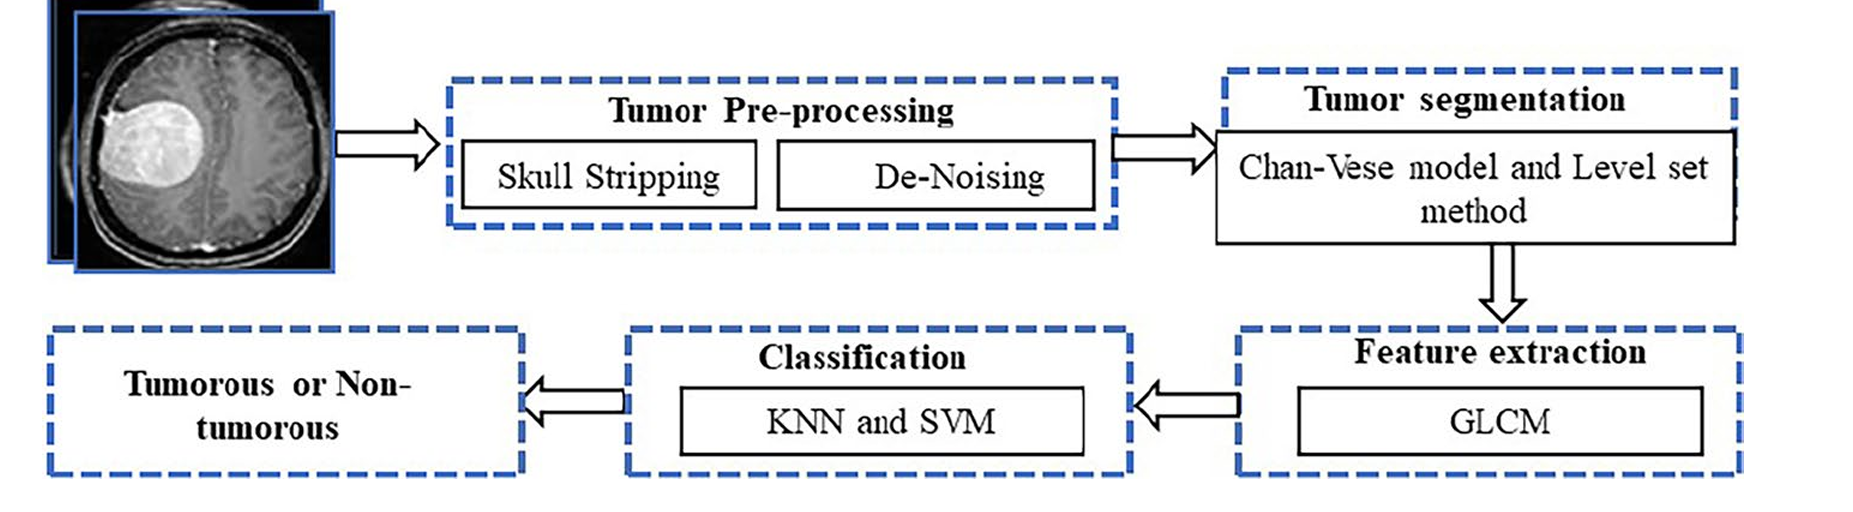 Tumor Pre-processing
Skull Stripping
De-Noising
Tumor segmentation
Chan-Vese model and Level set
method
Feature extraction
GLCM
Classification
KNN and SVM
Tumorous or Non-
tumorous